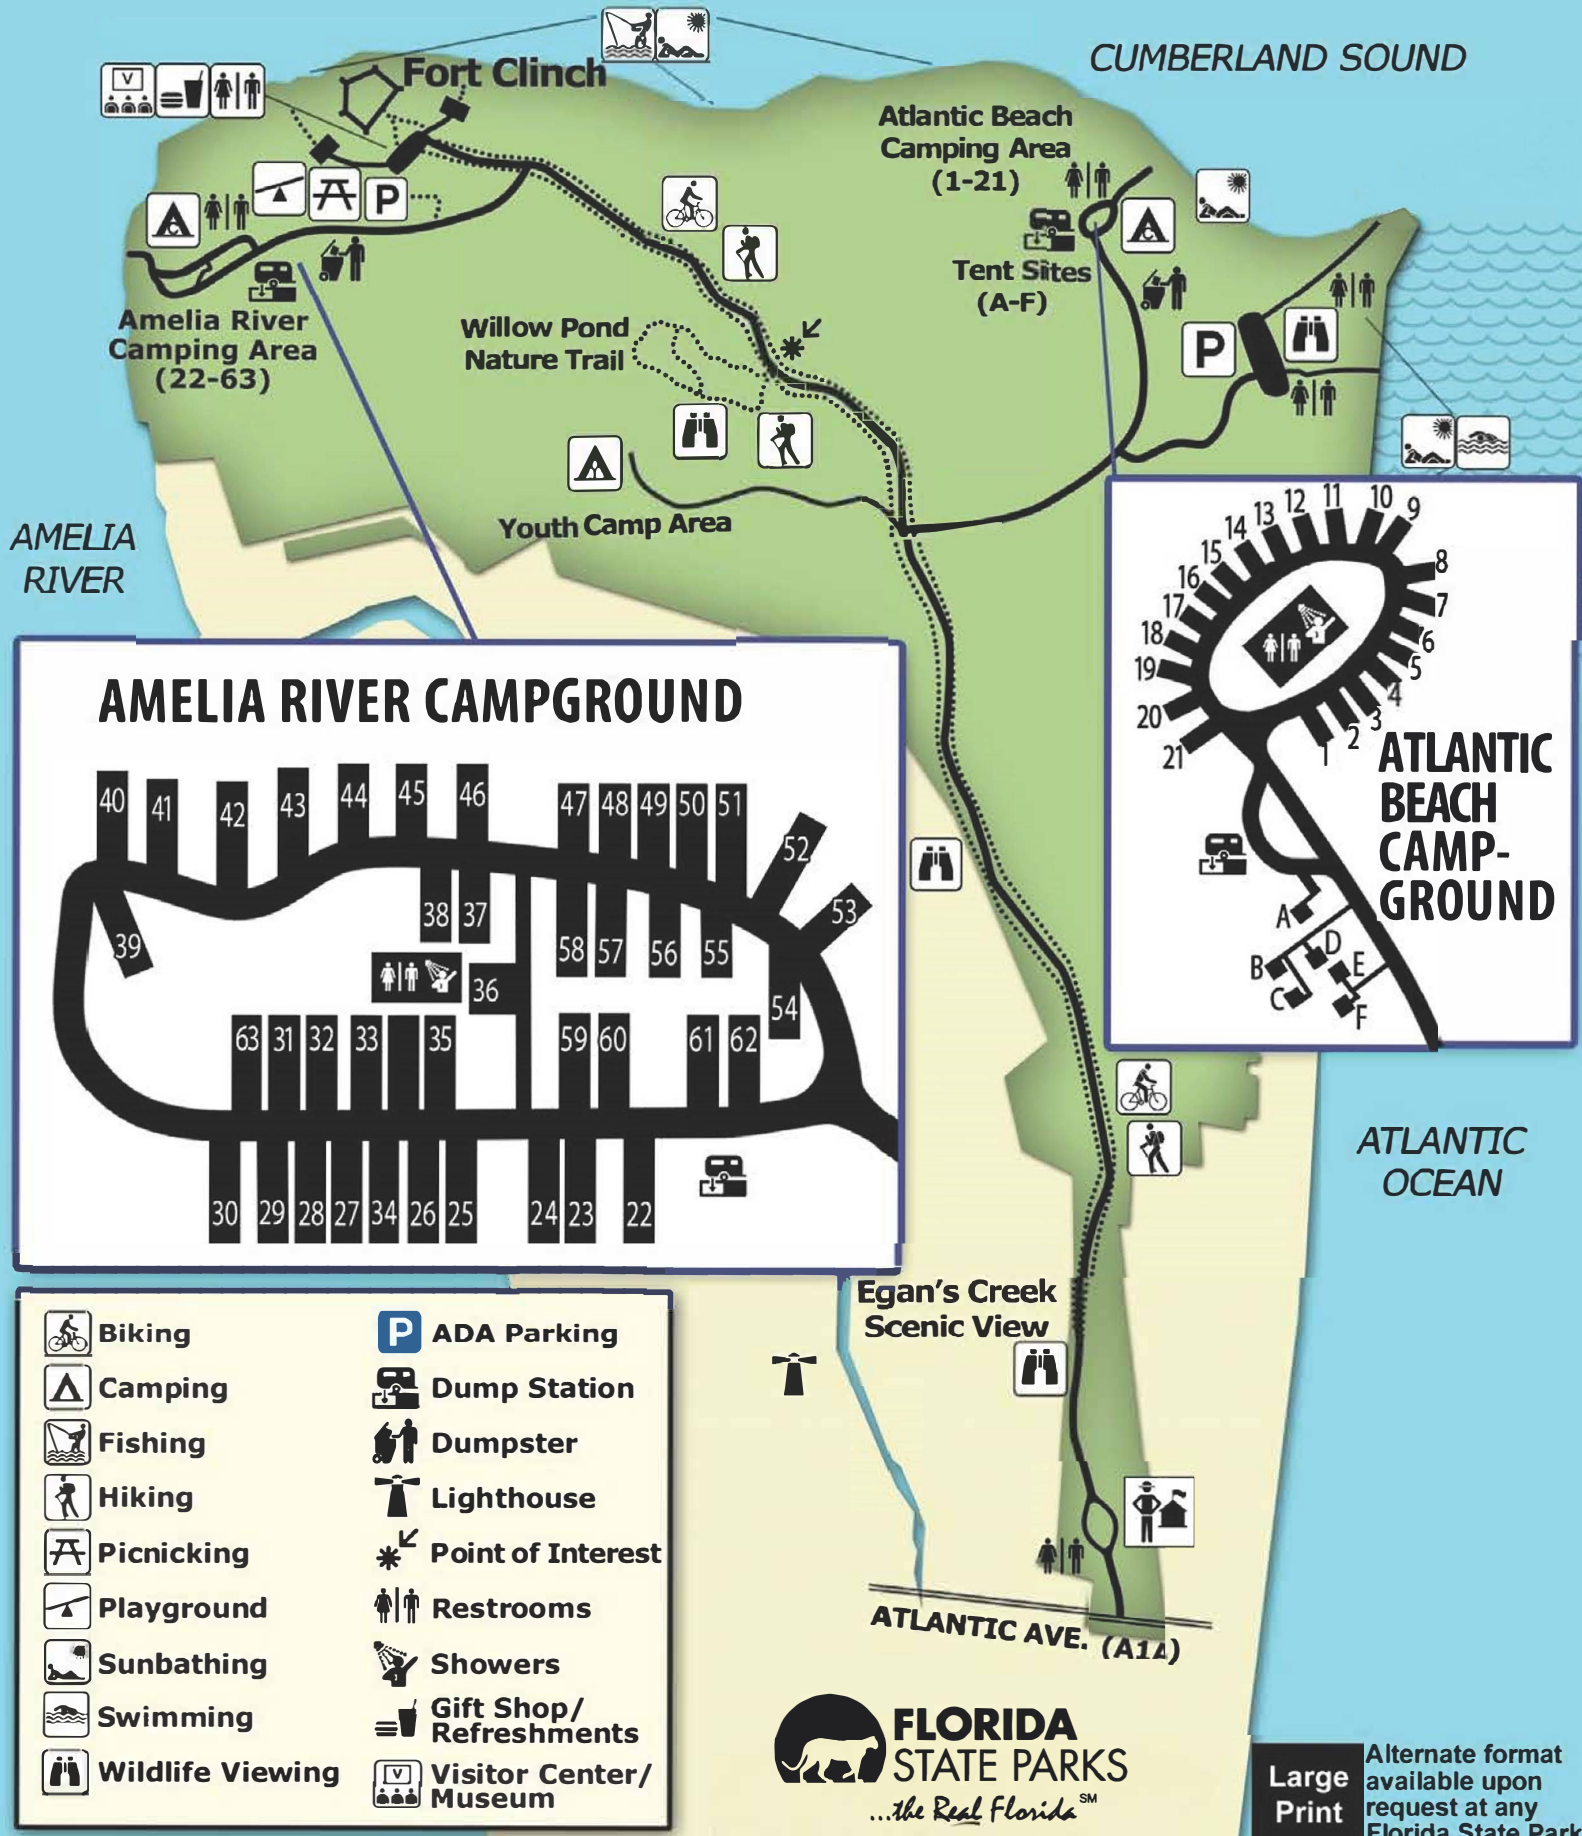 CUMBERLAND SOUND
V
Fort Clinch
Atlantic Beach
Camping Area
(1-21)
P
Tent Sites
(A-F)
Amelia River
Camping Area
(22-63)
Willow Pond
Nature Trail
P
Youth Camp Area
AMELIA
RIVER
AMELIA RIVER CAMPGROUND
40
41
42
43
44
45
46
47
48
49
50
51
52
53
39
38
37
58
57
56
55
36
54
63
31
32
33
35
59
60
61
62
30
29
28
27
34
26
25
24
23
22
11
10
12
9
13
14
15
8
16
7
17
6
18
5
19
4
20
3
2
1
21
ATLANTIC
BEACH
CAMP-
GROUND
A
D
B
E
C
F
ATLANTIC
OCEAN
Egan's Creek
Scenic View
Biking
Camping
Fishing
Hiking
Picnicking
Playground
Sunbathing
Swimming
Wildlife Viewing
P ADA Parking
Dump Station
Dumpster
Lighthouse
Point of Interest
Restrooms
Showers
Gift Shop/
Refreshments
V Visitor Center/
Museum
ATLANTIC AVE. (A1A)
FLORIDA
STATE PARKS
...the Real Florida SM
Large
Print
Alternate format
available upon
request at any
Florida State Park